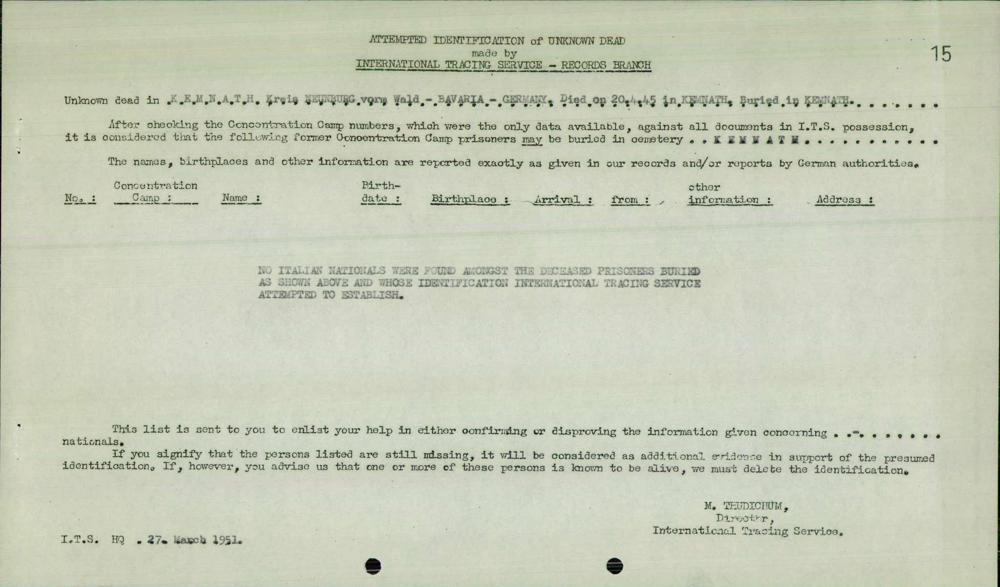 ATTEMPTED IDENTIFICATION of UNKNOWN DEAD
made by
INTERNATIONAL TRACING SERVICE - RECORDS BRANCH
15
Unknown dead in .K.E.M.N.A.T.H. Kreis NEUNBURG vorm Wald - BAVARIA - GERMANY. Died on 20.4.45 in KEMNATH. Buried in KEMNATH. . . . . . .
After checking the Concentration Camp numbers, which were the only data available, against all documents in I.T.S. possession,
it is considered that the following former Concentration Camp prisoners may be buried in cemetery . . K E M N A T H . . . . . . . . . . .
The names, birthplaces and other information are reported exactly as given in our records and/or reports by German authorities.
No. : Concentration Camp : Name : Birth- date : Birthplace : Arrival : from : other information : Address :
NO ITALIAN NATIONALS WERE FOUND AMONGST THE DECEASED PRISONERS BURIED
AS SHOWN ABOVE AND WHOSE IDENTIFICATION INTERNATIONAL TRACING SERVICE
ATTEMPTED TO ESTABLISH.
This list is sent to you to enlist your help in either confirming or disproving the information given concerning . .-. . . . . . .
nationals.
If you signify that the persons listed are still missing, it will be considered as additional evidence in support of the presumed
identification. If, however, you advise us that one or more of these persons is known to be alive, we must delete the identification.
M. THUDICHUM,
Director,
International Tracing Service.
I.T.S. HQ . 27. March 1951.